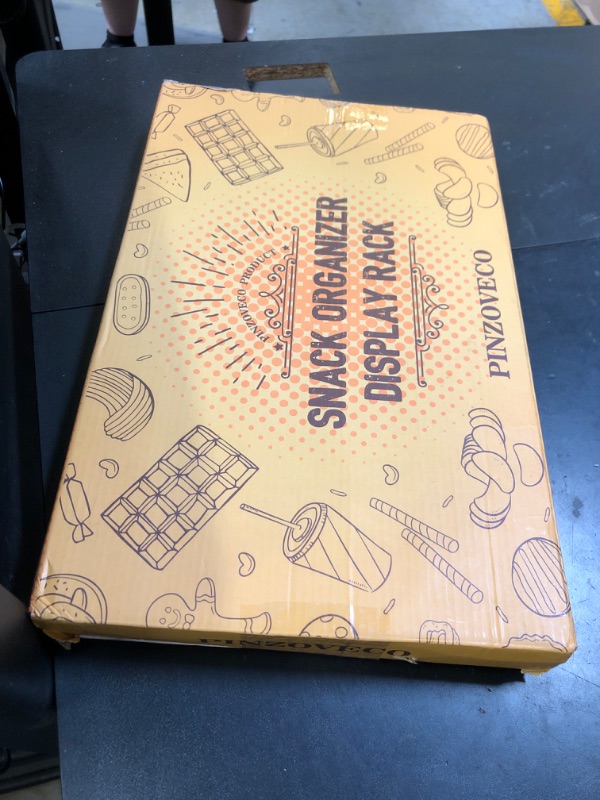 PINZOVECO PRODUCT
SNACK ORGANIZER
DISPLAY RACK
PINZOVECO
PINZOVECO